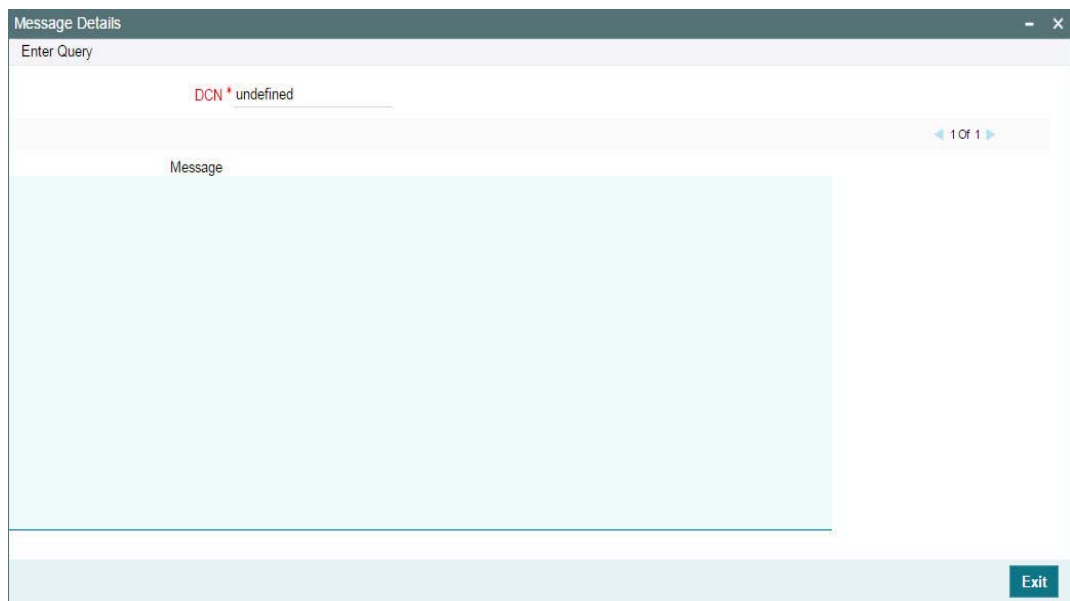 Message Details
Enter Query
DCN * undefined
1 Of 1
Message
Exit